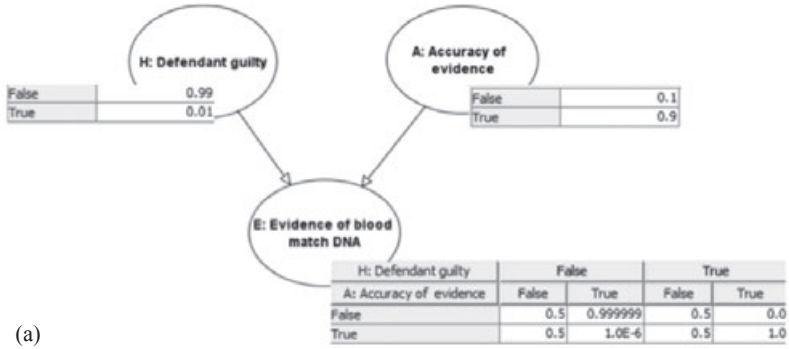 H: Defendant guilty
False 0.99
True 0.01
A: Accuracy of
evidence
False 0.1
True 0.9
E: Evidence of blood
match DNA
H: Defendant guilty False True
A: Accuracy of evidence False True False True
False 0.5 0.999999 0.5 0.0
True 0.5 1.0E-6 0.5 1.0
(a)